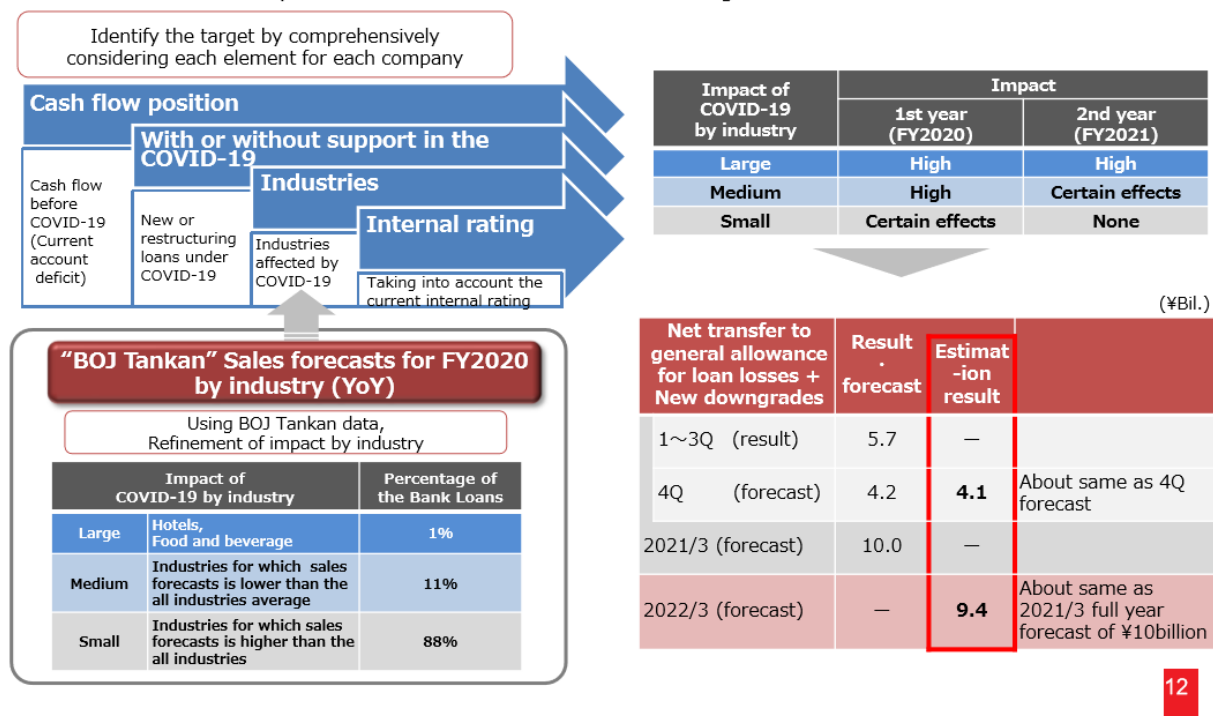 Identify the target by comprehensively
considering each element for each company
Cash flow position
With or without support in the
COVID-19
Industries
Internal rating
Cash flow
before
COVID-19
(Current
account
deficit)
New or
restructuring
loans under
COVID-19
Industries
affected by
COVID-19
Taking into account the
current internal rating
“BOJ Tankan” Sales forecasts for FY2020
by industry (YoY)
Using BOJ Tankan data,
Refinement of impact by industry
Impact of
COVID-19 by industry
Percentage of
the Bank Loans
Large
Hotels,
Food and beverage
1%
Medium
Industries for which sales
forecasts is lower than the
all industries average
11%
Small
Industries for which sales
forecasts is higher than the
all industries
88%
Impact of
COVID-19
by industry
Impact
1st year
(FY2020)
2nd year
(FY2021)
Large High High
Medium High Certain effects
Small Certain effects None
(¥Bil.)
Net transfer to
general allowance
for loan losses +
New downgrades
Result
・
forecast
Estimat
-ion
result
1～3Q (result) 5.7 －
4Q (forecast) 4.2 4.1
About same as 4Q
forecast
2021/3 (forecast) 10.0 －
2022/3 (forecast) － 9.4
About same as
2021/3 full year
forecast of ¥10billion
12